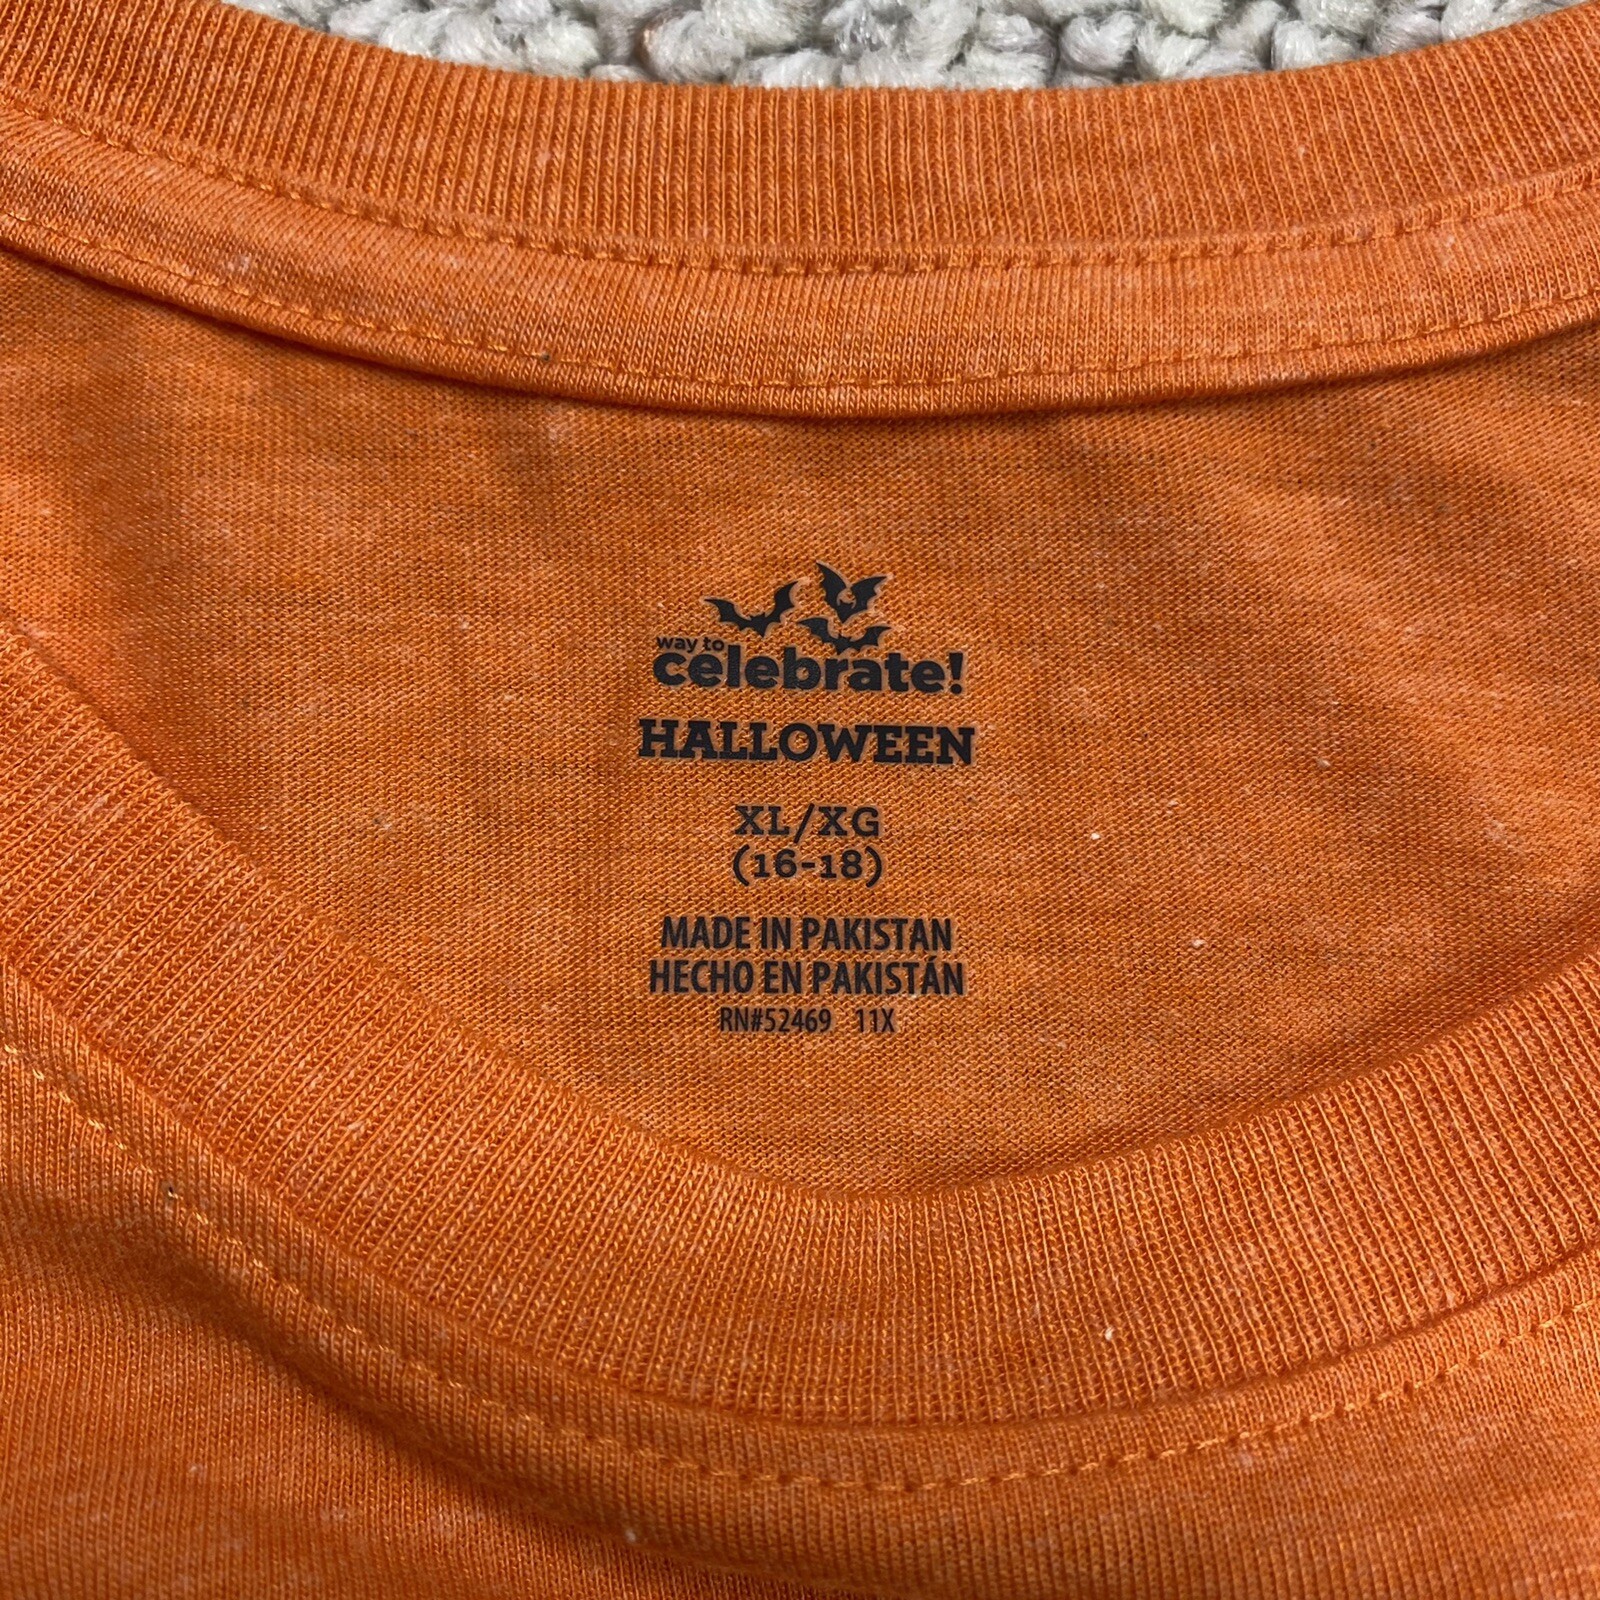 way to
celebrate!
HALLOWEEN
XL/XG
(16-18)
MADE IN PAKISTAN
HECHO EN PAKISTÁN
RN#52469 11X